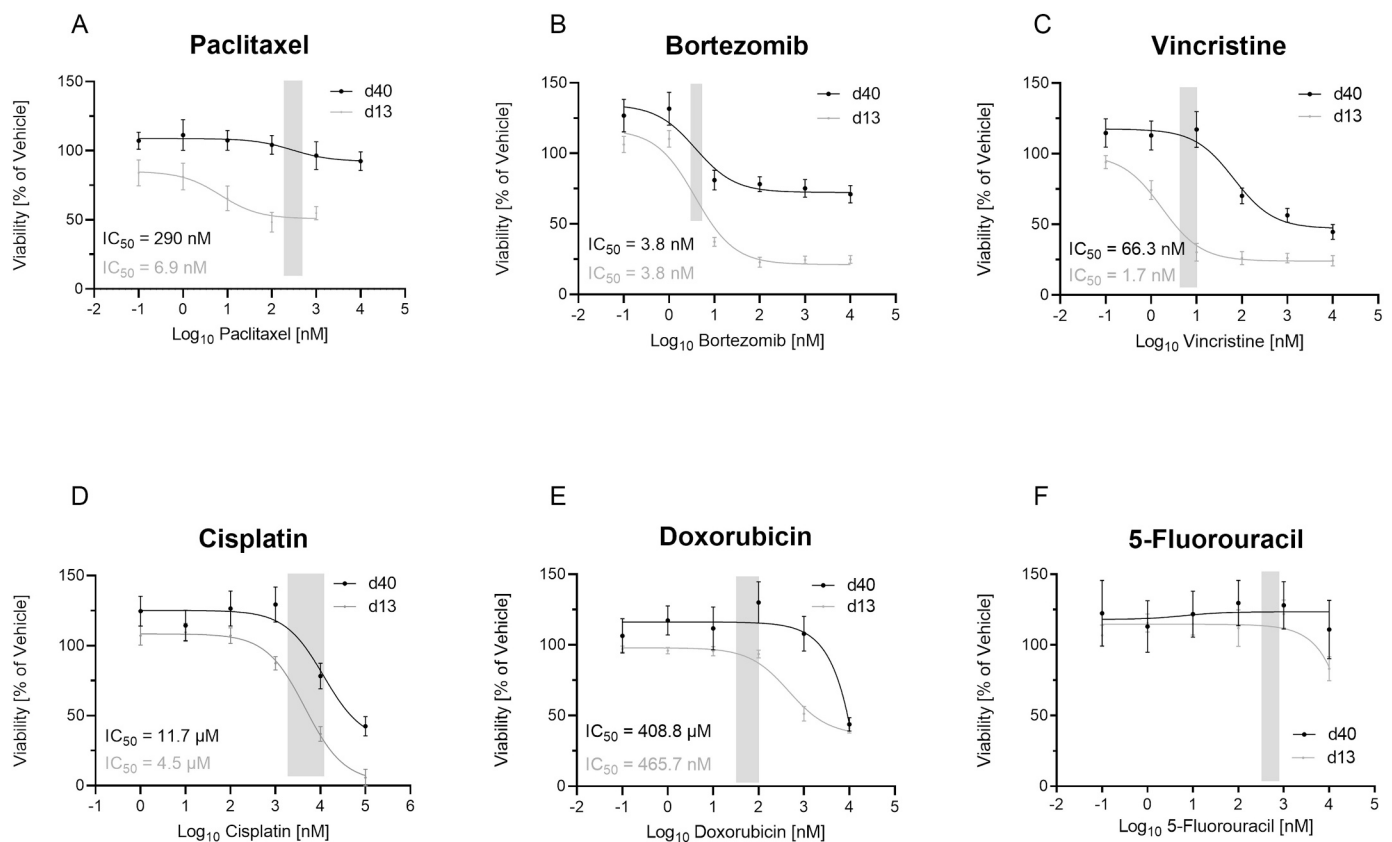 A
Paclitaxel
150
100
50
0
Viability [% of Vehicle]
d40
d13
IC50 = 290 nM
IC50 = 6.9 nM
-2 -1 0 1 2 3 4 5
Log10 Paclitaxel [nM]
B
Bortezomib
150
100
50
0
Viability [% of Vehicle]
d40
d13
IC50 = 3.8 nM
IC50 = 3.8 nM
-2 -1 0 1 2 3 4 5
Log10 Bortezomib [nM]
C
Vincristine
150
100
50
0
Viability [% of Vehicle]
d40
d13
IC50 = 66.3 nM
IC50 = 1.7 nM
-2 -1 0 1 2 3 4 5
Log10 Vincristine [nM]
D
Cisplatin
150
100
50
0
Viability [% of Vehicle]
d40
d13
IC50 = 11.7 µM
IC50 = 4.5 µM
-1 0 1 2 3 4 5 6
Log10 Cisplatin [nM]
E
Doxorubicin
150
100
50
0
Viability [% of Vehicle]
d40
d13
IC50 = 408.8 µM
IC50 = 465.7 nM
-2 -1 0 1 2 3 4 5
Log10 Doxorubicin [nM]
F
5-Fluorouracil
150
100
50
0
Viability [% of Vehicle]
d40
d13
-2 -1 0 1 2 3 4 5
Log10 5-Fluorouracil [nM]